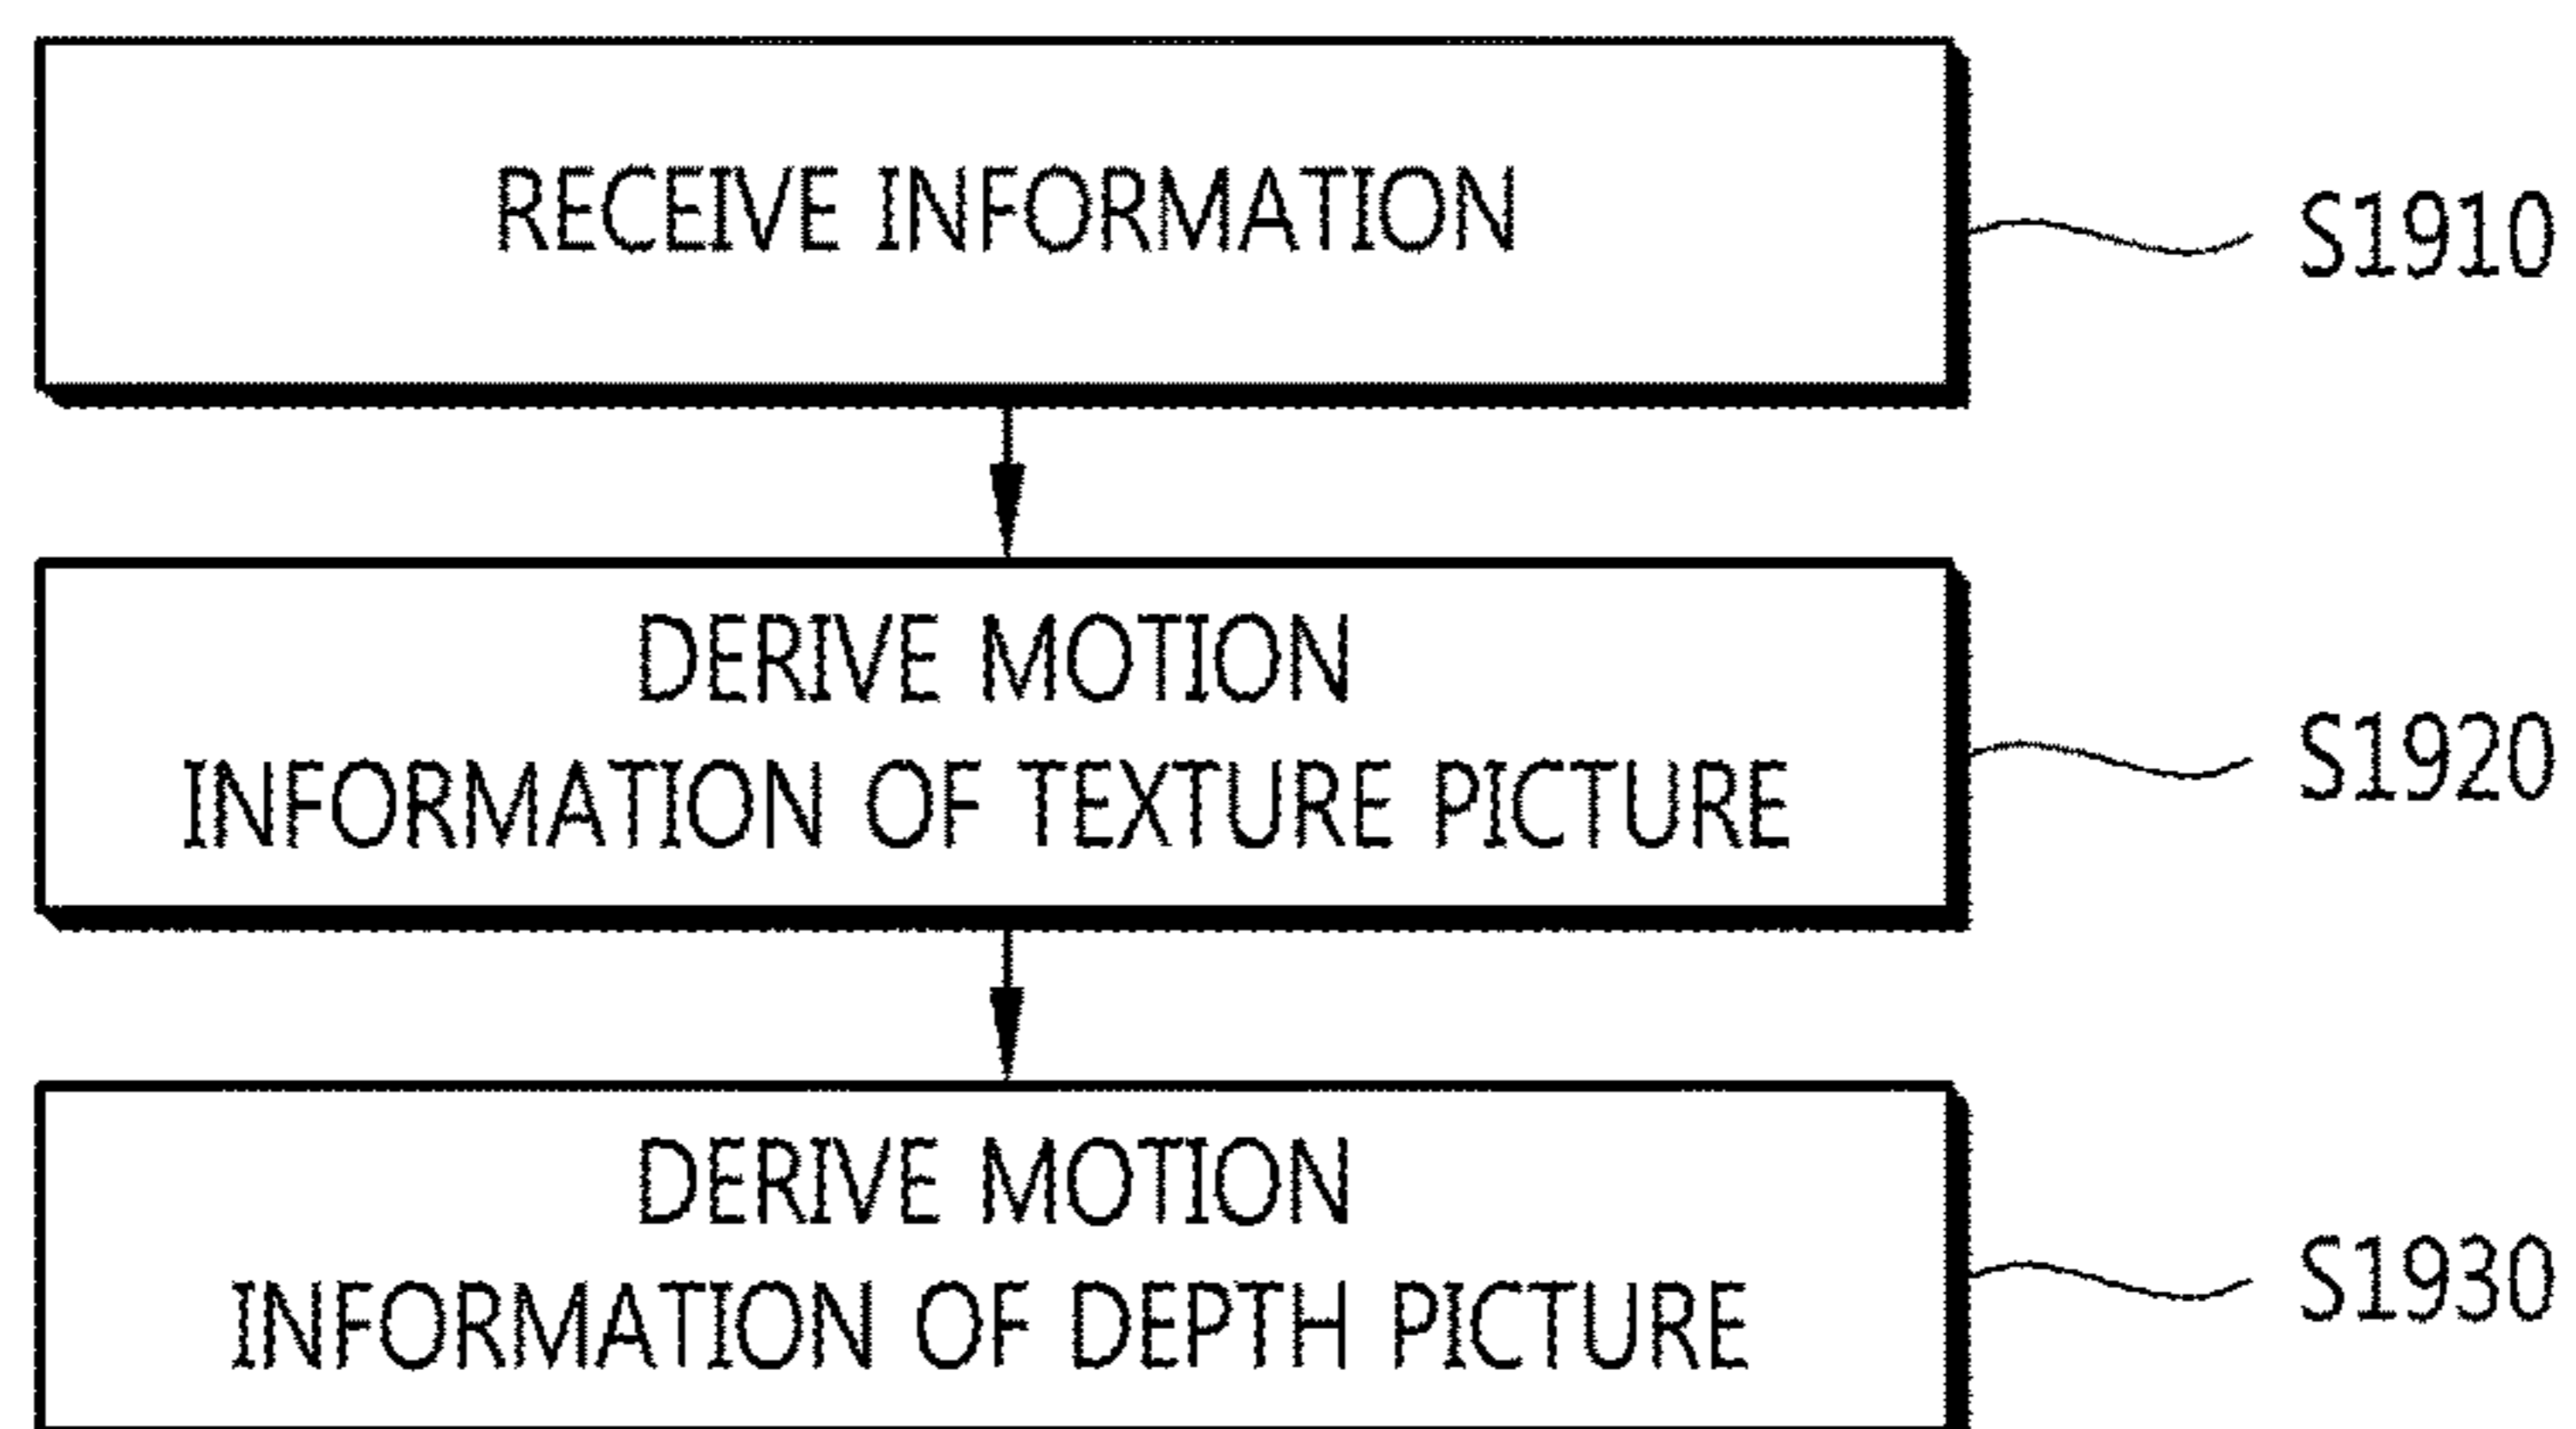 RECEIVE INFORMATION
S1910
DERIVE MOTION
INFORMATION OF TEXTURE PICTURE
S1920
DERIVE MOTION
INFORMATION OF DEPTH PICTURE
S1930